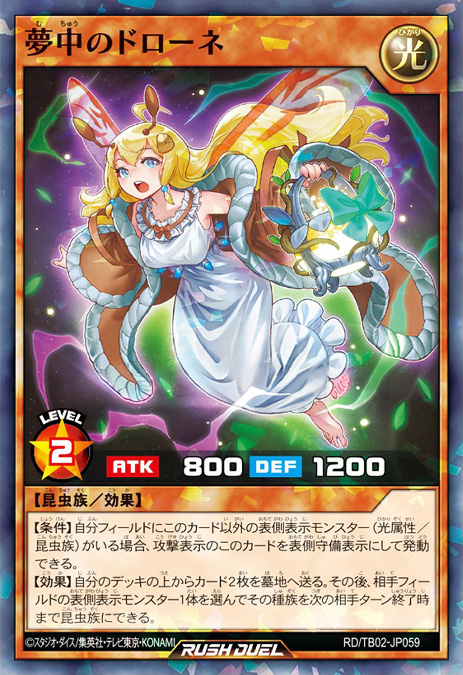 夢中のドローネ
光
LEVEL
2
ATK 800 DEF 1200
【昆虫族/効果】
【条件】自分フィールドにこのカード以外の表側表示モンスター(光属性/
昆虫族)がいる場合、攻撃表示のこのカードを表側守備表示にして発動
できる。
【効果】自分のデッキの上からカード2枚を墓地へ送る。その後、相手フィー
ルドの表側表示モンスター1体を選んでその種族を次の相手ターン終了時
まで昆虫族にできる。
©スタジオ・ダイス/集英社・テレビ東京・KONAMI
RUSH DUEL
RD/TB02-JP059